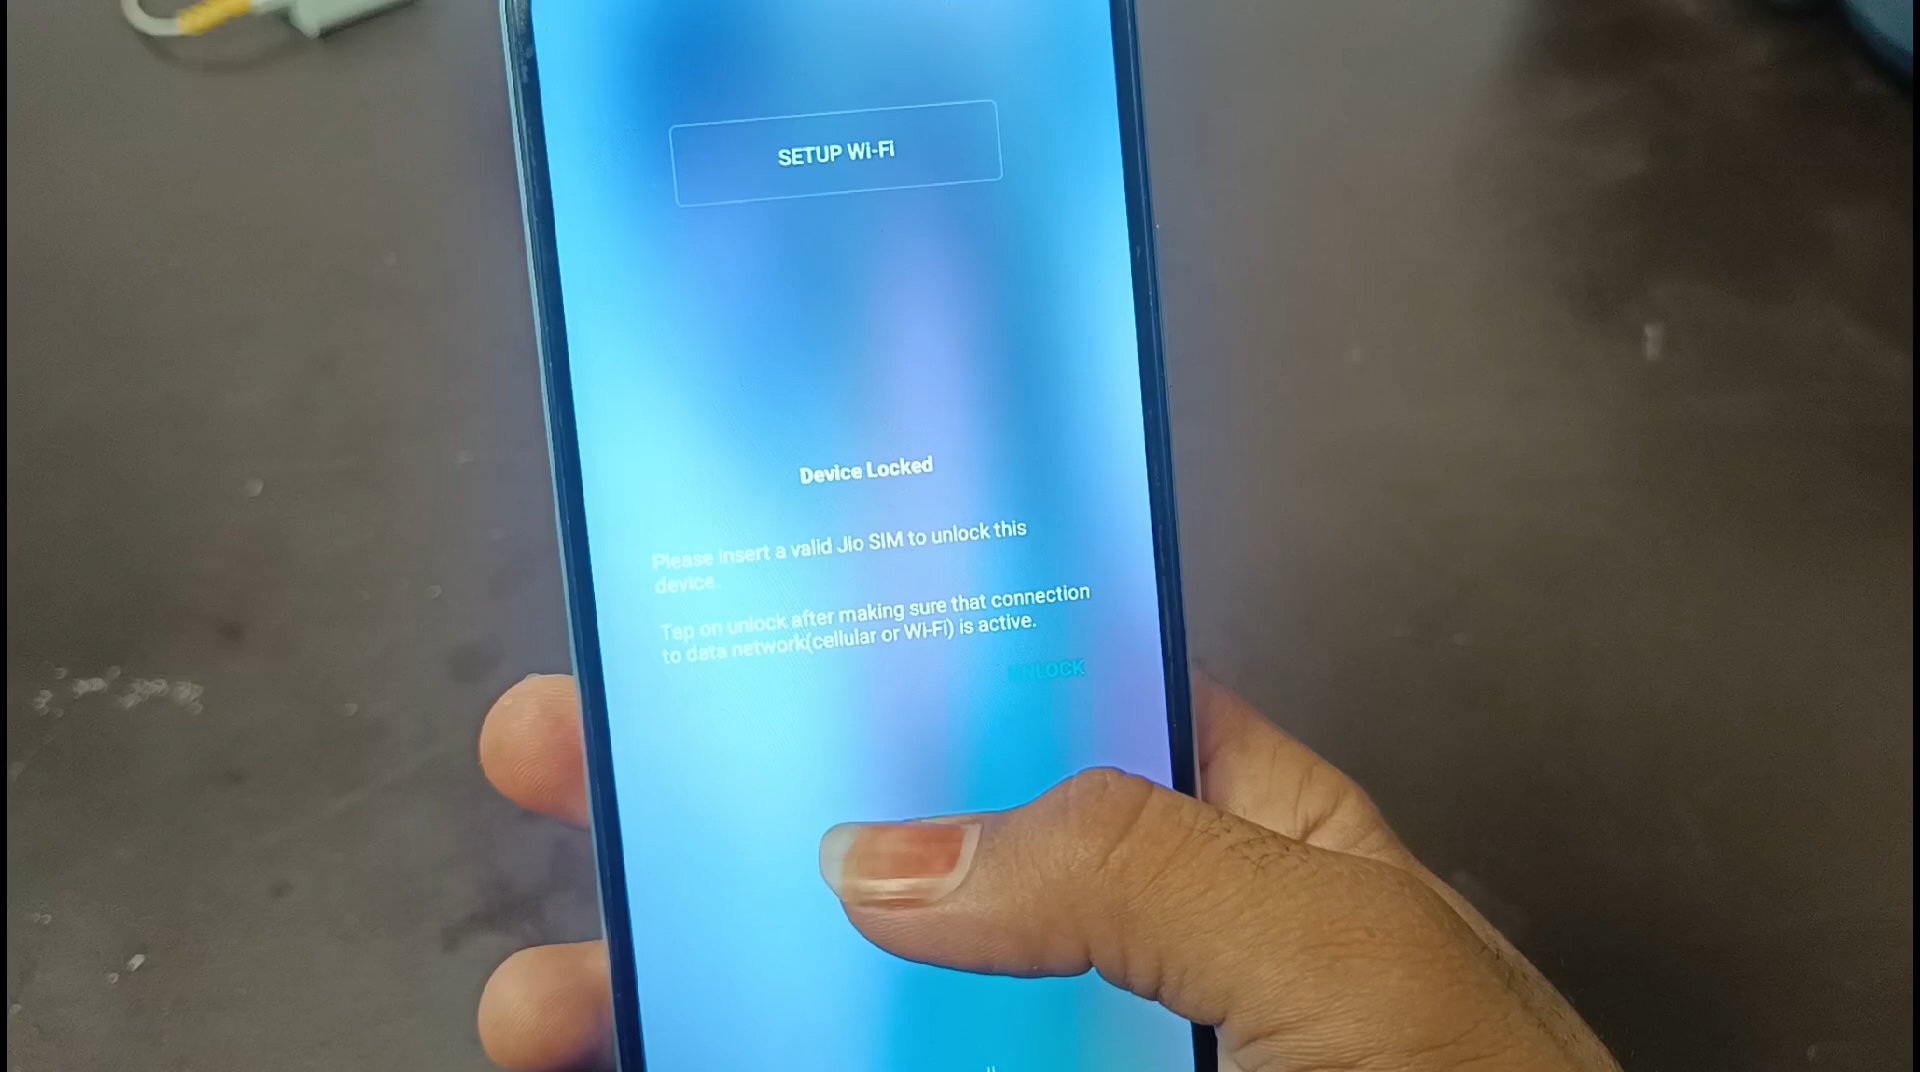 SETUP Wi-Fi
Device Locked
Please insert a valid Jio SIM to unlock this
device.
Tap on unlock after making sure that connection
to data network(cellular or Wi-Fi) is active.
UNLOCK